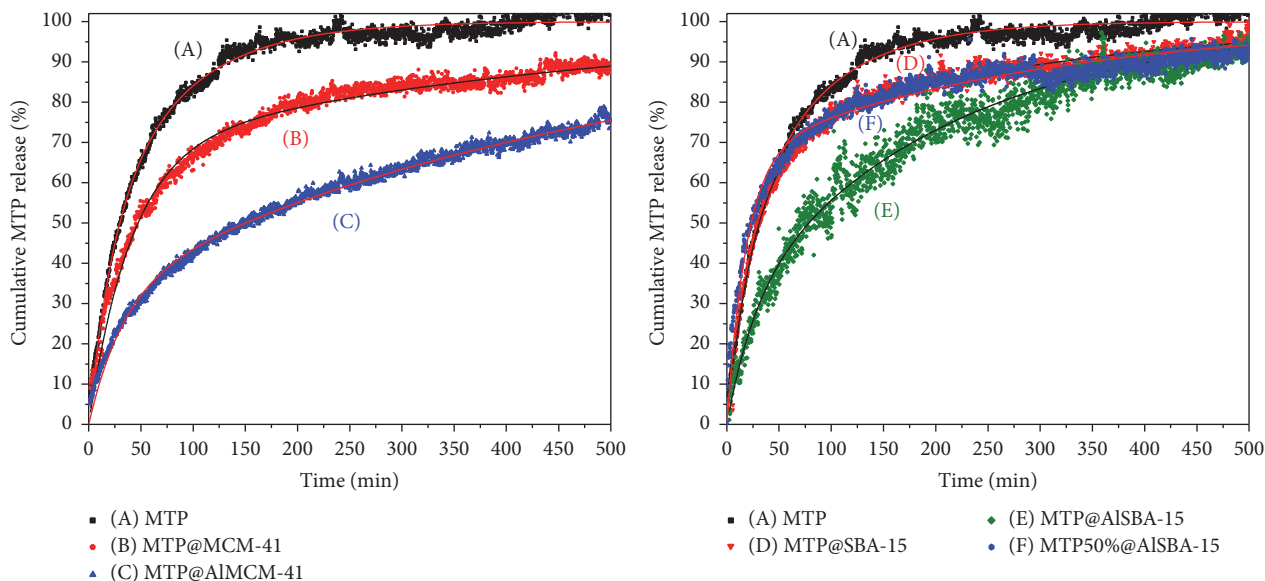 Cumulative MTP release (%)
100
90
80
70
60
50
40
30
20
10
0
(A)
(B)
(C)
0 50 100 150 200 250 300 350 400 450 500
Time (min)
(A) MTP
(B) MTP@MCM-41
(C) MTP@AlMCM-41
Cumulative MTP release (%)
100
90
80
70
60
50
40
30
20
10
0
(A)
(D)
(F)
(E)
0 50 100 150 200 250 300 350 400 450 500
Time (min)
(A) MTP
(D) MTP@SBA-15
(E) MTP@AlSBA-15
(F) MTP50%@AlSBA-15